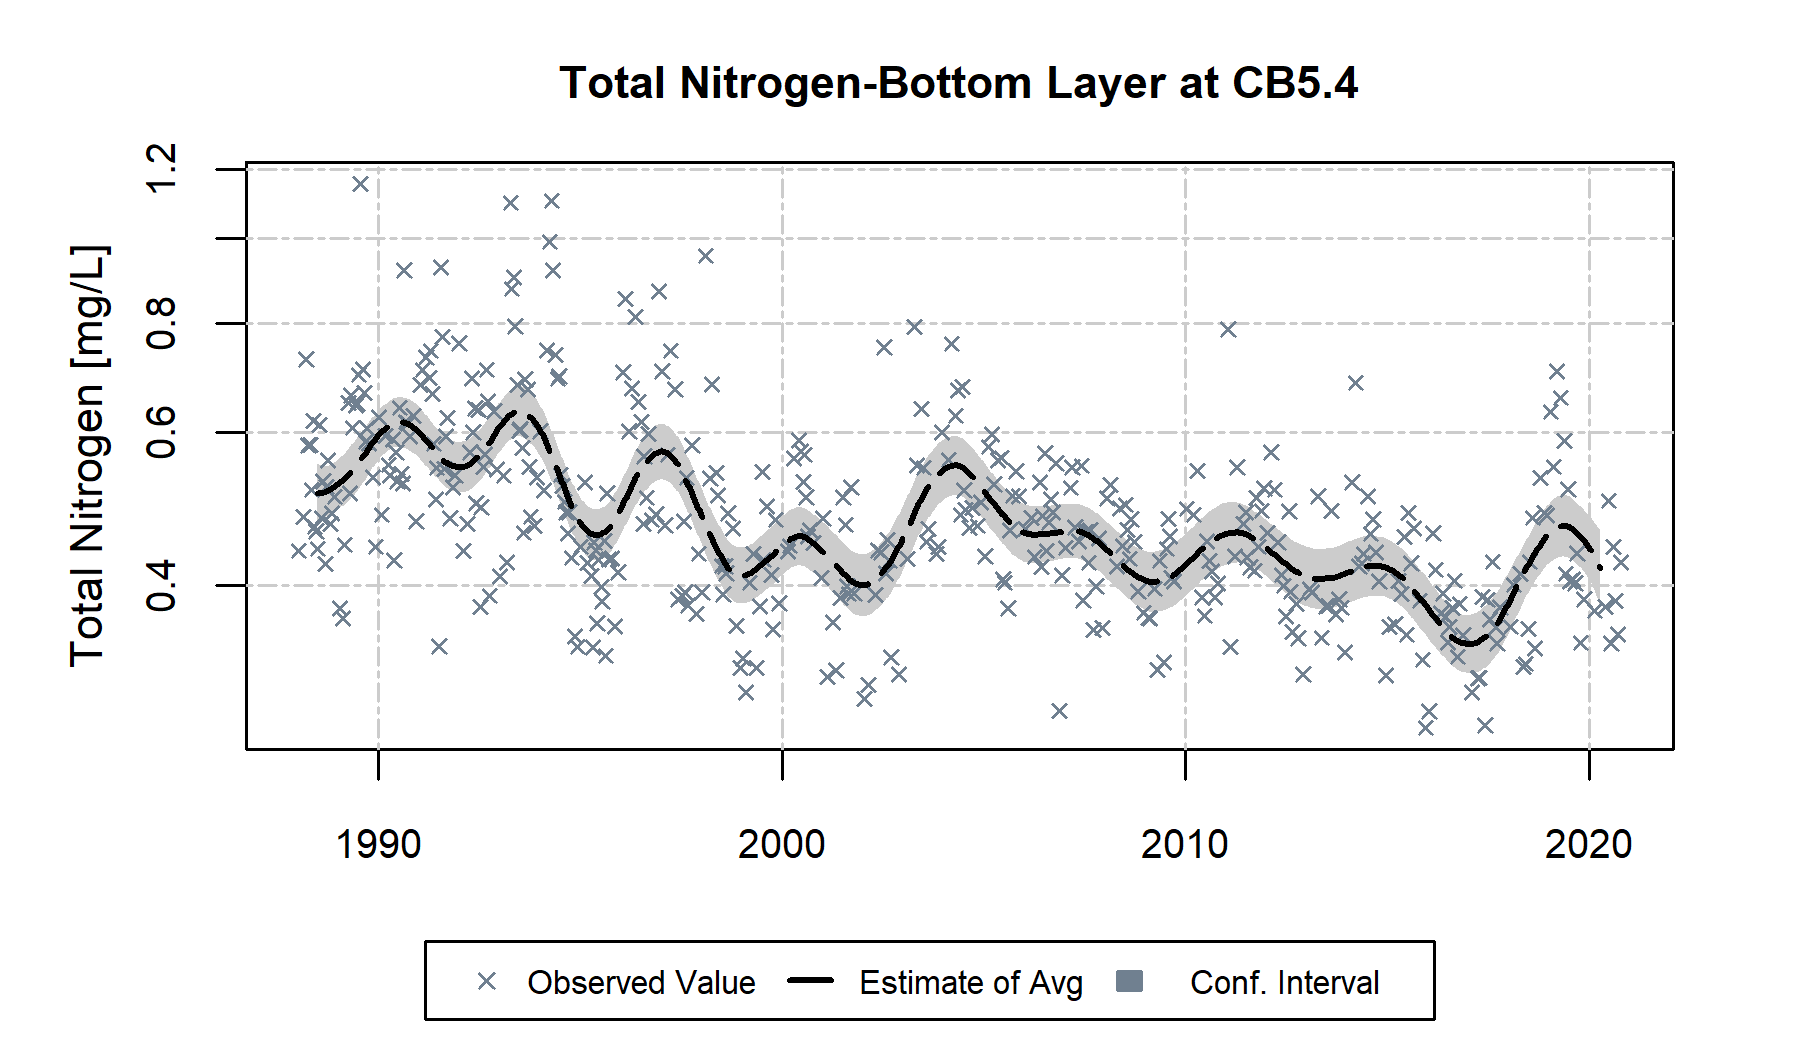 Total Nitrogen-Bottom Layer at CB5.4
Total Nitrogen [mg/L]
1.2
0.8
0.6
0.4
1990 2000 2010 2020
Observed Value Estimate of Avg Conf. Interval